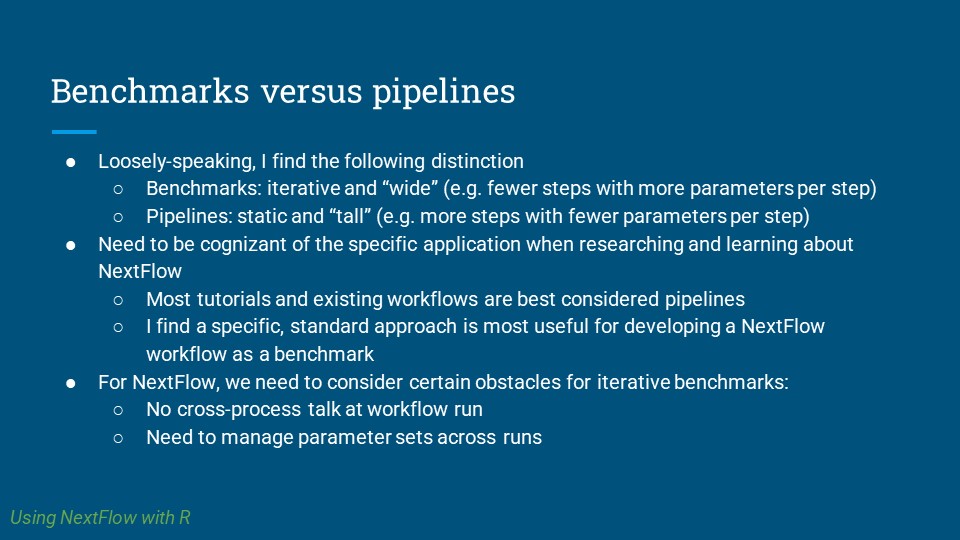 Benchmarks versus pipelines
● Loosely-speaking, I find the following distinction
○ Benchmarks: iterative and “wide” (e.g. fewer steps with more parameters per step)
○ Pipelines: static and “tall” (e.g. more steps with fewer parameters per step)
● Need to be cognizant of the specific application when researching and learning about
NextFlow
○ Most tutorials and existing workflows are best considered pipelines
○ I find a specific, standard approach is most useful for developing a NextFlow
workflow as a benchmark
● For NextFlow, we need to consider certain obstacles for iterative benchmarks:
○ No cross-process talk at workflow run
○ Need to manage parameter sets across runs
Using NextFlow with R